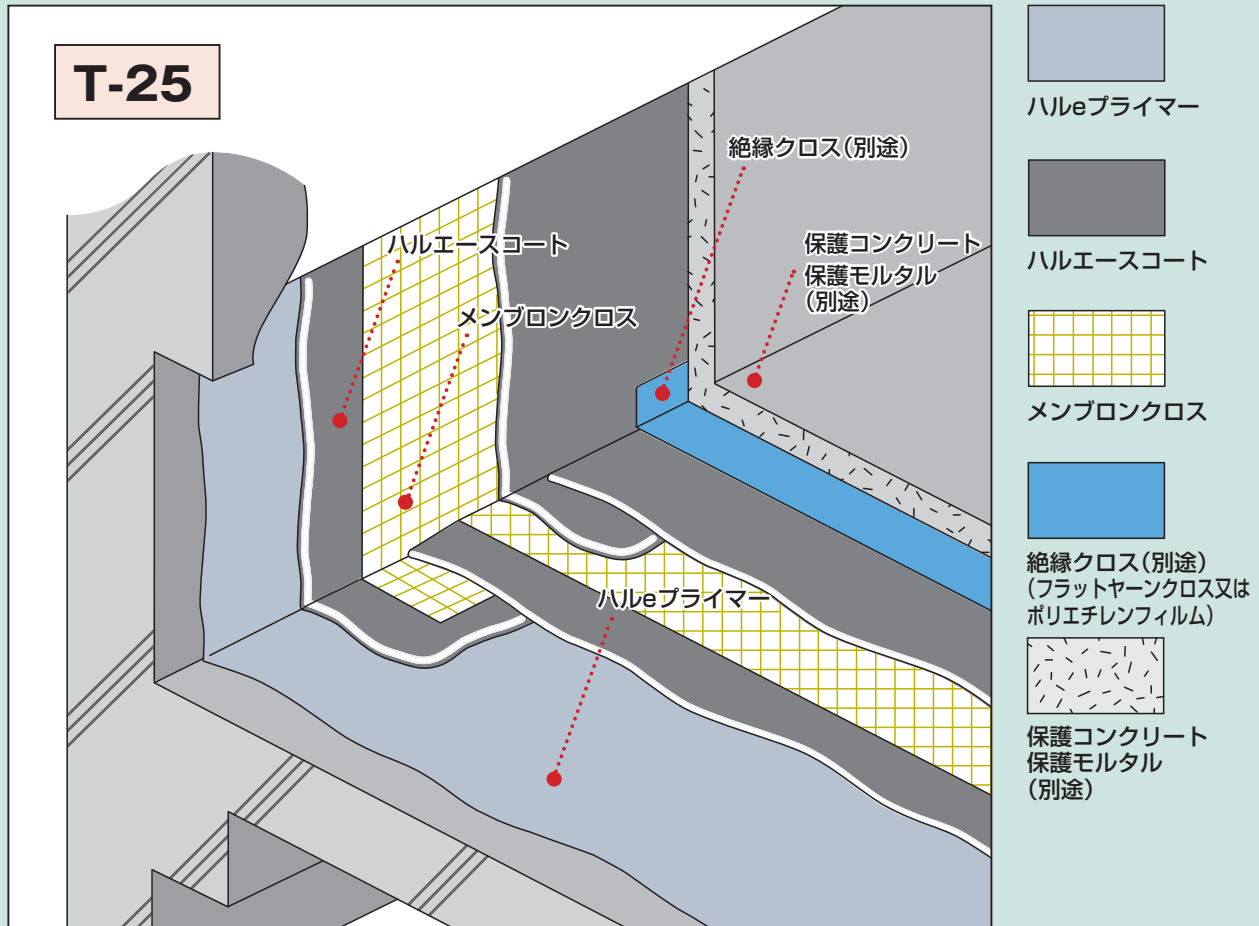 T-25
絶縁クロス(別途)
保護コンクリート
保護モルタル
(別途)
ハルエースコート
メンブロンクロス
ハルeプライマー
ハルeプライマー
ハルエースコート
メンブロンクロス
絶縁クロス(別途)
(フラットヤーンクロス又は
ポリエチレンフィルム)
保護コンクリート
保護モルタル
(別途)